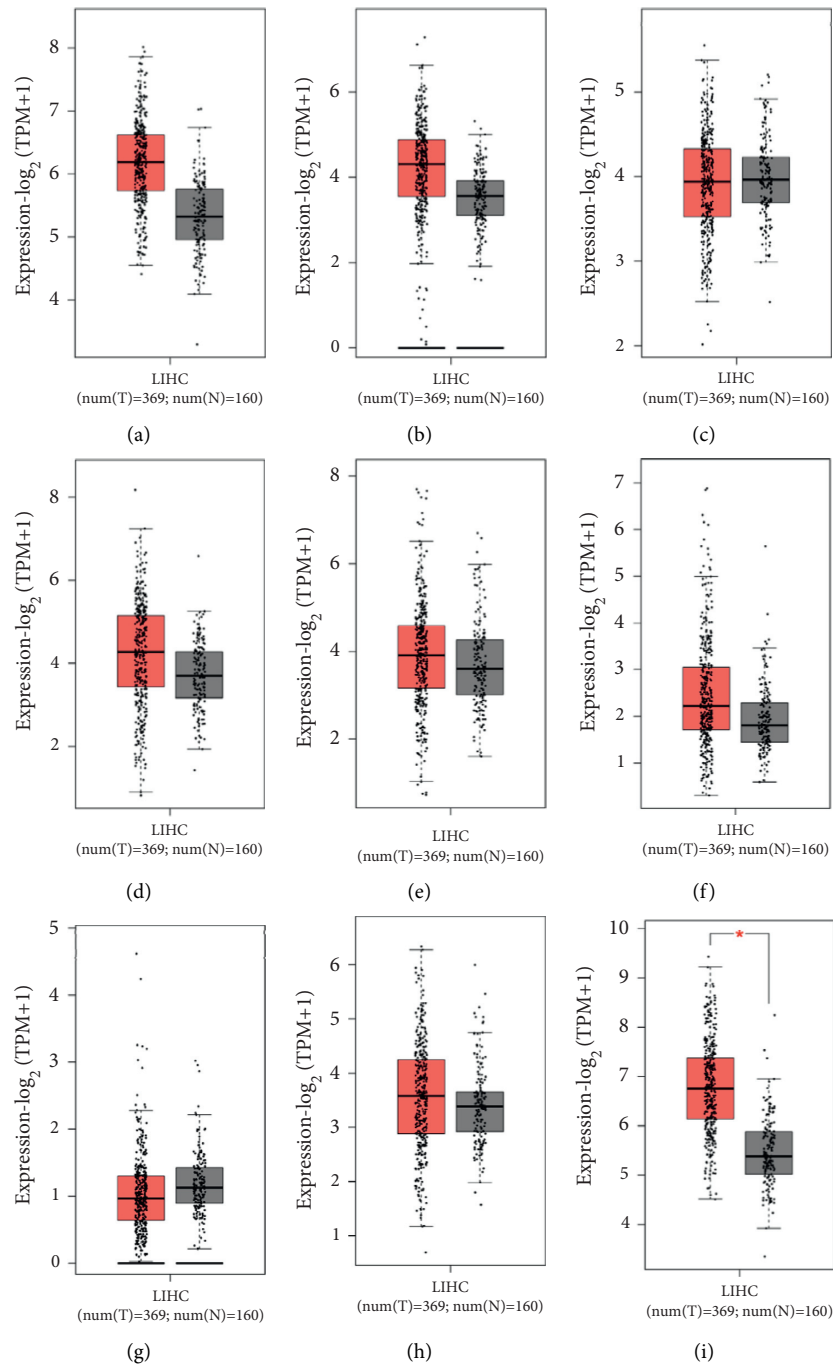 Expression-log2 (TPM+1)
8
7
6
5
4
LIHC
(num(T)=369; num(N)=160)
(a)
Expression-log2 (TPM+1)
6
4
2
0
LIHC
(num(T)=369; num(N)=160)
(b)
Expression-log2 (TPM+1)
5
4
3
2
LIHC
(num(T)=369; num(N)=160)
(c)
Expression-log2 (TPM+1)
8
6
4
2
LIHC
(num(T)=369; num(N)=160)
(d)
Expression-log2 (TPM+1)
8
6
4
2
LIHC
(num(T)=369; num(N)=160)
(e)
Expression-log2 (TPM+1)
7
6
5
4
3
2
1
LIHC
(num(T)=369; num(N)=160)
(f)
Expression-log2 (TPM+1)
5
4
3
2
1
0
LIHC
(num(T)=369; num(N)=160)
(g)
Expression-log2 (TPM+1)
6
5
4
3
2
1
LIHC
(num(T)=369; num(N)=160)
(h)
Expression-log2 (TPM+1)
10
9
8
7
6
5
4
*
LIHC
(num(T)=369; num(N)=160)
(i)